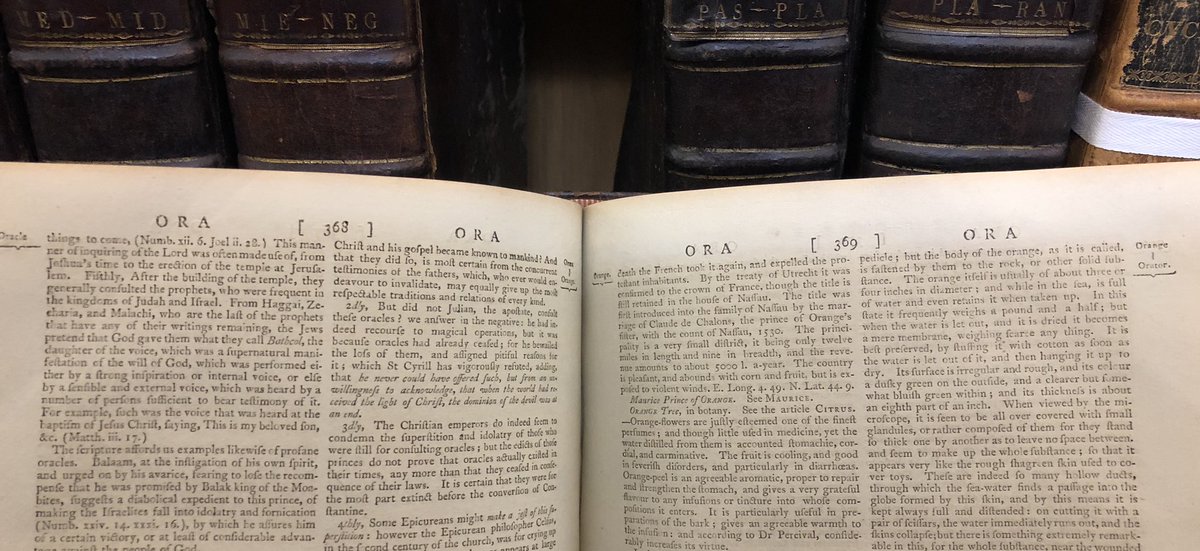 MED–MID
MIE–NEG
PAS–PLA
PLA–RAN
CYC
ORA
[ 368 ]
ORA
Oracle
things to come, (Numb. xii. 6. Joel ii. 28.) This man-
ner of inquiring of the Lord was often made uſe of, from
Joſhua's time to the erection of the temple at Jeruſa-
lem. Fifthly, After the building of the temple, they
generally conſulted the prophets, who were frequent in
the kingdoms of Judah and Iſrael. From Haggai, Ze-
charia, and Malachi, who are the laſt of the prophets
that have any of their writings remaining, the Jews
pretend that God gave them what they call Bathcol, the
daughter of the voice, which was a ſupernatural mani-
feſtation of the will of God, which was performed ei-
ther by a ſtrong inſpiration or internal voice, or elſe
by a ſenſible and external voice, which was heard by a
number of perſons ſufficient to bear teſtimony of it.
For example, ſuch was the voice that was heard at the
baptiſm of Jeſus Chriſt, ſaying, This is my beloved ſon,
&c. (Matth. iii. 17.)
The ſcripture affords us examples likewiſe of profane
oracles. Balaam, at the inſtigation of his own ſpirit,
and urged on by his avarice, fearing to loſe the recom-
penſe that he was promiſed by Balak king of the Moa-
bites, ſuggeſts a diabolical expedient to this prince, of
making the Iſraelites fall into idolatry and fornication
(Numb. xxiv. 14. xxxi. 16.), by which he aſſures him
of a certain victory, or at leaſt of conſiderable advan-
tage againſt the people of God.
Chriſt and his goſpel became known to mankind? And
that they did ſo, is moſt certain from the concurrent
teſtimonies of the fathers, which, who ever would en-
deavour to invalidate, may equally give up the moſt
reſpectable traditions and relations of every kind.
2dly, But did not Julian, the apoſtate, conſult
theſe oracles? we anſwer in the negative: he had in-
deed recourſe to magical operations, but it was
becauſe oracles had already ceaſed; for he bewailed
the loſs of them, and aſſigned pitiful reaſons for
it; which St Cyrill has vigorouſly refuted, adding,
that he never could have offered ſuch, but from an un-
willingneſs to acknowledge, that when the world had re-
ceived the light of Chriſt, the dominion of the devil was at
an end.
3dly, The Chriſtian emperors do indeed ſeem to
condemn the ſuperſtition and idolatry of thoſe who
were ſtill for conſulting oracles; but the edicts of thoſe
princes do not prove that oracles actually exiſted in
their times, any more than that they ceaſed in conſe-
quence of their laws. It is certain that they were for
the moſt part extinct before the converſion of Con-
ſtantine.
4thly, Some Epicureans might make a jeſt of this ſu-
perſtition: however the Epicurean philoſopher Celſus,
in the ſecond century of the church, was for crying up
Orange.
ORA
[ 369 ]
ORA
Orange.
death the French took it again, and expelled the pro-
teſtant inhabitants. By the treaty of Utrecht it was
confirmed to the crown of France, though the title is
ſtill retained in the houſe of Naſſau. The title was
firſt introduced into the family of Naſſau by the mar-
riage of Claude de Chalons, the prince of Orange's
ſiſter, with the count of Naſſau, in 1530. The princi-
pality is a very ſmall diſtrict, it being only twelve
miles in length and nine in breadth, and the reve-
nue amounts to about 5000 l. a-year. The country
is pleaſant, and abounds with corn and fruit, but is ex-
poſed to violent winds. E. Long. 4. 49. N. Lat. 44. 9.
Maurice Prince of ORANGE. See MAURICE.
ORANGE Tree, in botany. See the article CITRUS.
—Orange-flowers are juſtly eſteemed one of the fineſt
perfumes; and though little uſed in medicine, yet the
water diſtilled from them is accounted ſtomachic, cor-
dial, and carminative. The fruit is cooling, and good
in feveriſh diſorders, and particularly in diarrhœas.
Orange-peel is an agreeable aromatic, proper to repair
and ſtrengthen the ſtomach, and gives a very grateful
flavour to any infuſions or tincture into whoſe com-
poſitions it enters. It is particularly uſeful in pre-
parations of the bark; gives an agreeable warmth to
the infuſion: and according to Dr Percival, conſide-
rably increaſes its virtue.
pedicle; but the body of the orange, as it is called,
is faſtened by them to the rock, or other ſolid ſub-
ſtance. The orange itſelf is uſually of about three or
four inches in diameter; and while in the ſea, is full
of water and even retains it when taken up. In this
ſtate it frequently weighs a pound and a half; but
when the water is let out, and it is dried it becomes
a mere membrane, weighing ſcarce any thing. It is
beſt preſerved, by ſtuffing it with cotton as ſoon as
the water is let out of it, and then hanging it up to
dry. Its ſurface is irregular and rough, and its colour
a duſky green on the outſide, and a clearer but ſome-
what bluiſh green within; and its thickneſs is about
an eighth part of an inch. When viewed by the mi-
croſcope, it is ſeen to be all over covered with ſmall
glandules, or rather compoſed of them for they ſtand
ſo thick one by another as to leave no ſpace between.
and ſeem to make up the whole ſubſtance; ſo that it
appears very like the rough ſhagreen ſkin uſed to co-
ver toys. Theſe are indeed ſo many hollow ducts,
through which the ſea-water finds a paſſage into the
globe formed by this ſkin, and by this means it is
kept always full and diſtended: on cutting it with a
pair of ſciſſars, the water immediately runs out, and the
ſkins collapſe; but there is ſomething extremely remark-
able in this, for the whole ſubſtance near the wound
Orange
Orator.